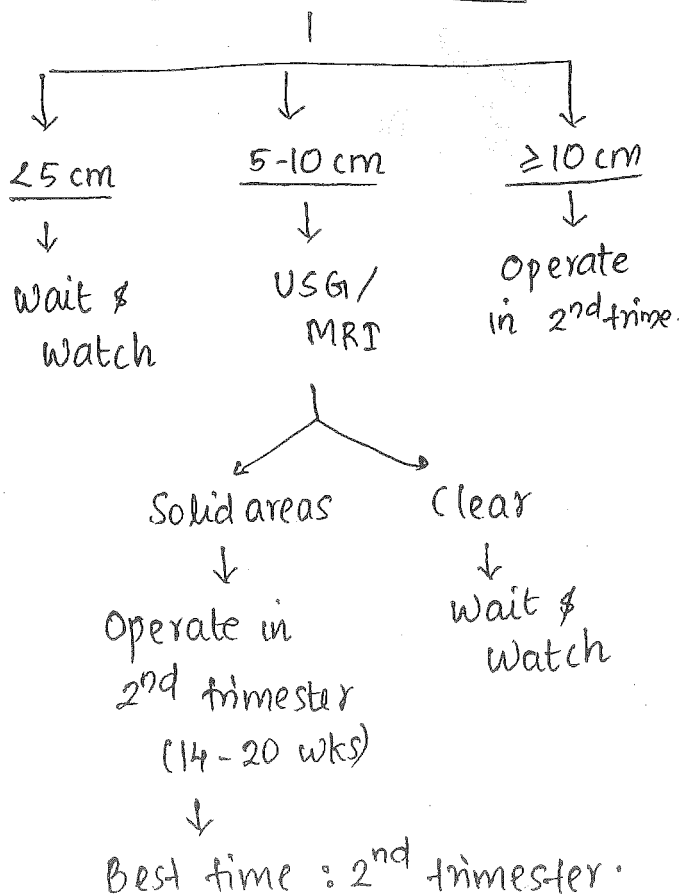 <5 cm
5-10 cm
≥10 cm
Wait &
Watch
USG/
MRI
Operate
in 2nd trime.
Solid areas
Clear
Operate in
2nd trimester
(14-20 wks)
Wait &
Watch
Best time : 2nd trimester.